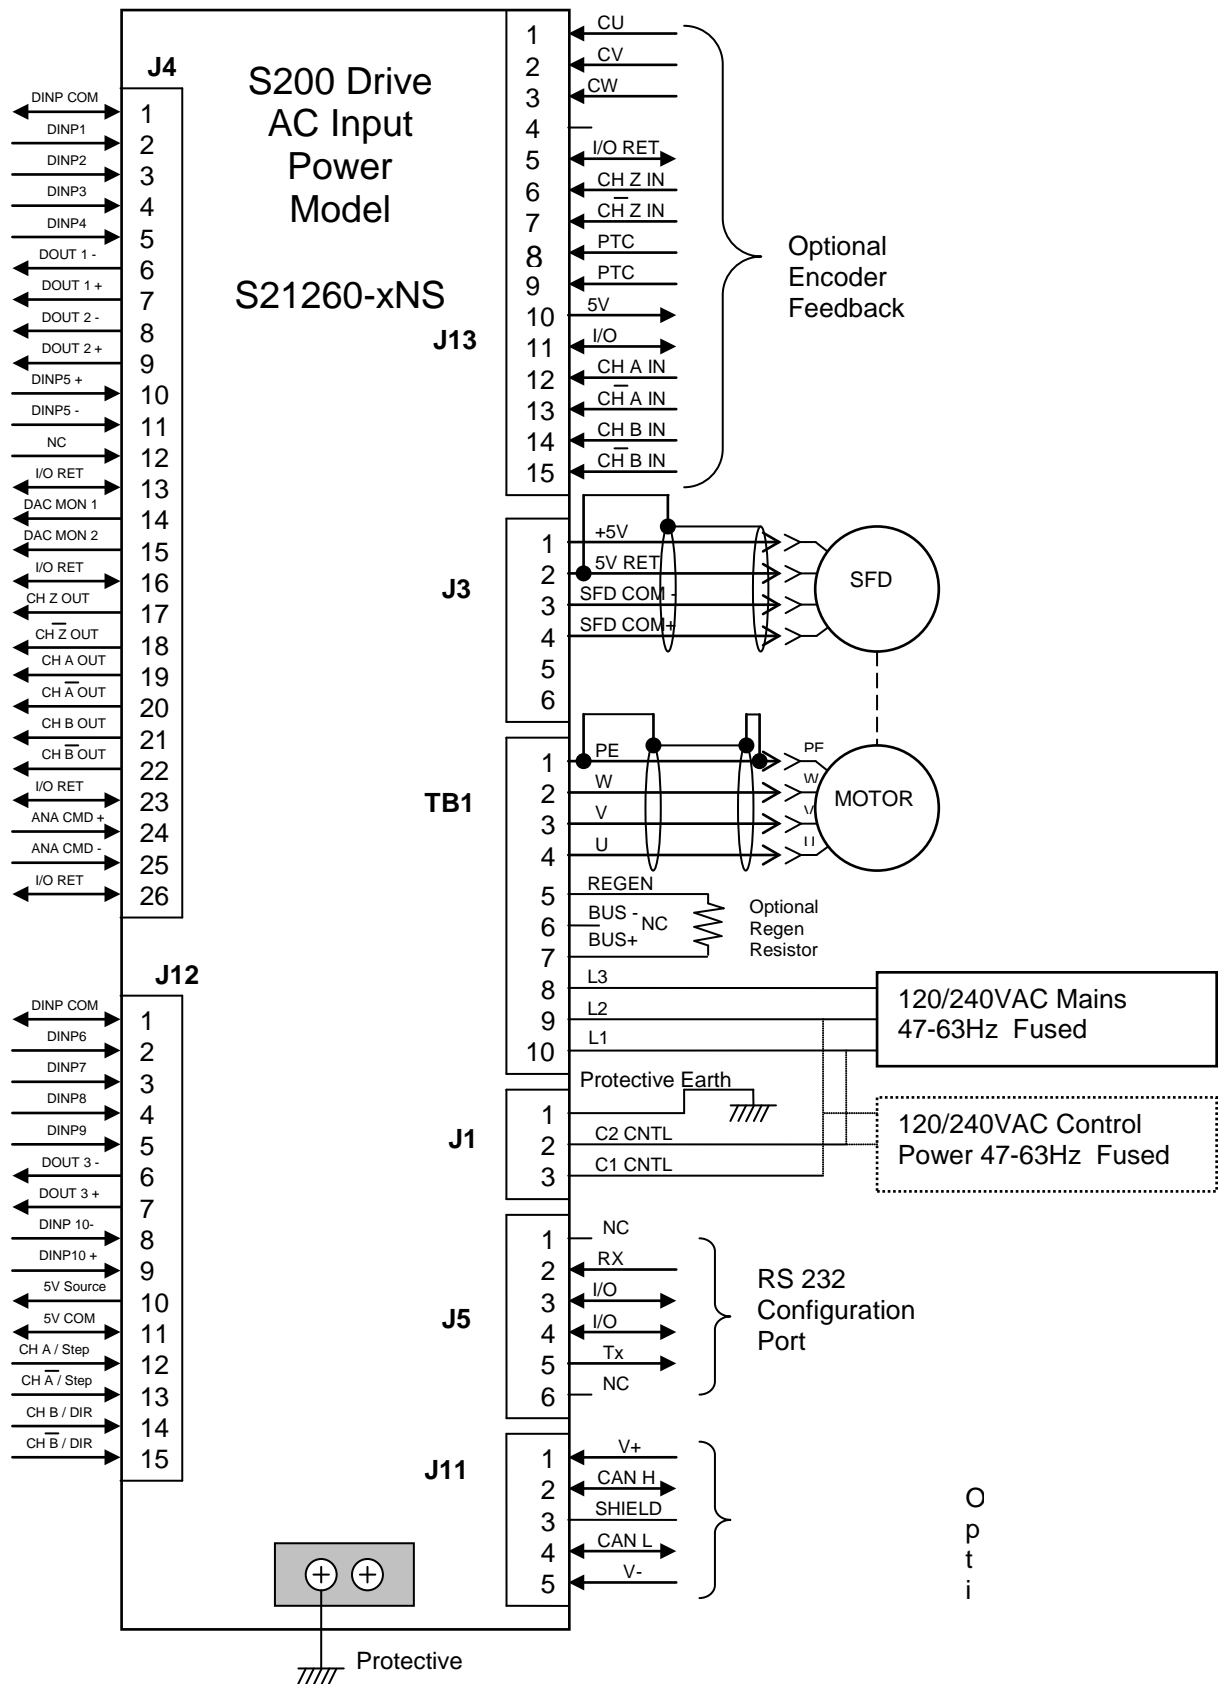 S200 Drive
AC Input
Power
Model
S21260-xNS
J4
DINP COM 1
DINP1 2
DINP2 3
DINP3 4
DINP4 5
DOUT 1 - 6
DOUT 1 + 7
DOUT 2 - 8
DOUT 2 + 9
DINP5 + 10
DINP5 - 11
NC 12
I/O RET 13
DAC MON 1 14
DAC MON 2 15
I/O RET 16
CH Z OUT 17
CH Z̅ OUT 18
CH A OUT 19
CH A̅ OUT 20
CH B OUT 21
CH B̅ OUT 22
I/O RET 23
ANA CMD + 24
ANA CMD - 25
I/O RET 26
J12
DINP COM 1
DINP6 2
DINP7 3
DINP8 4
DINP9 5
DOUT 3 - 6
DOUT 3 + 7
DINP 10- 8
DINP10 + 9
5V Source 10
5V COM 11
CH A / Step 12
CH A̅ / Step 13
CH B / DIR 14
CH B̅ / DIR 15
J13
1 CU
2 CV
3 CW
4
5 I/O RET
6 CH Z IN
7 CH̅ Z IN
8 PTC
9 PTC
10 5V
11 I/O
12 CH A IN
13 CH̅ A IN
14 CH B IN
15 CH̅ B IN
Optional
Encoder
Feedback
J3
1 +5V
2 5V RET
3 SFD COM -
4 SFD COM+
5
6
SFD
TB1
1 PE PE
2 W W
3 V V
4 U U
MOTOR
5 REGEN
6 BUS - NC
7 BUS+
Optional
Regen
Resistor
8 L3
9 L2
10 L1
120/240VAC Mains
47-63Hz Fused
J1
Protective Earth
1
2 C2 CNTL
3 C1 CNTL
120/240VAC Control
Power 47-63Hz Fused
J5
1 NC
2 RX
3 I/O
4 I/O
5 Tx
6 NC
RS 232
Configuration
Port
J11
1 V+
2 CAN H
3 SHIELD
4 CAN L
5 V-
O
p
t
i
Protective